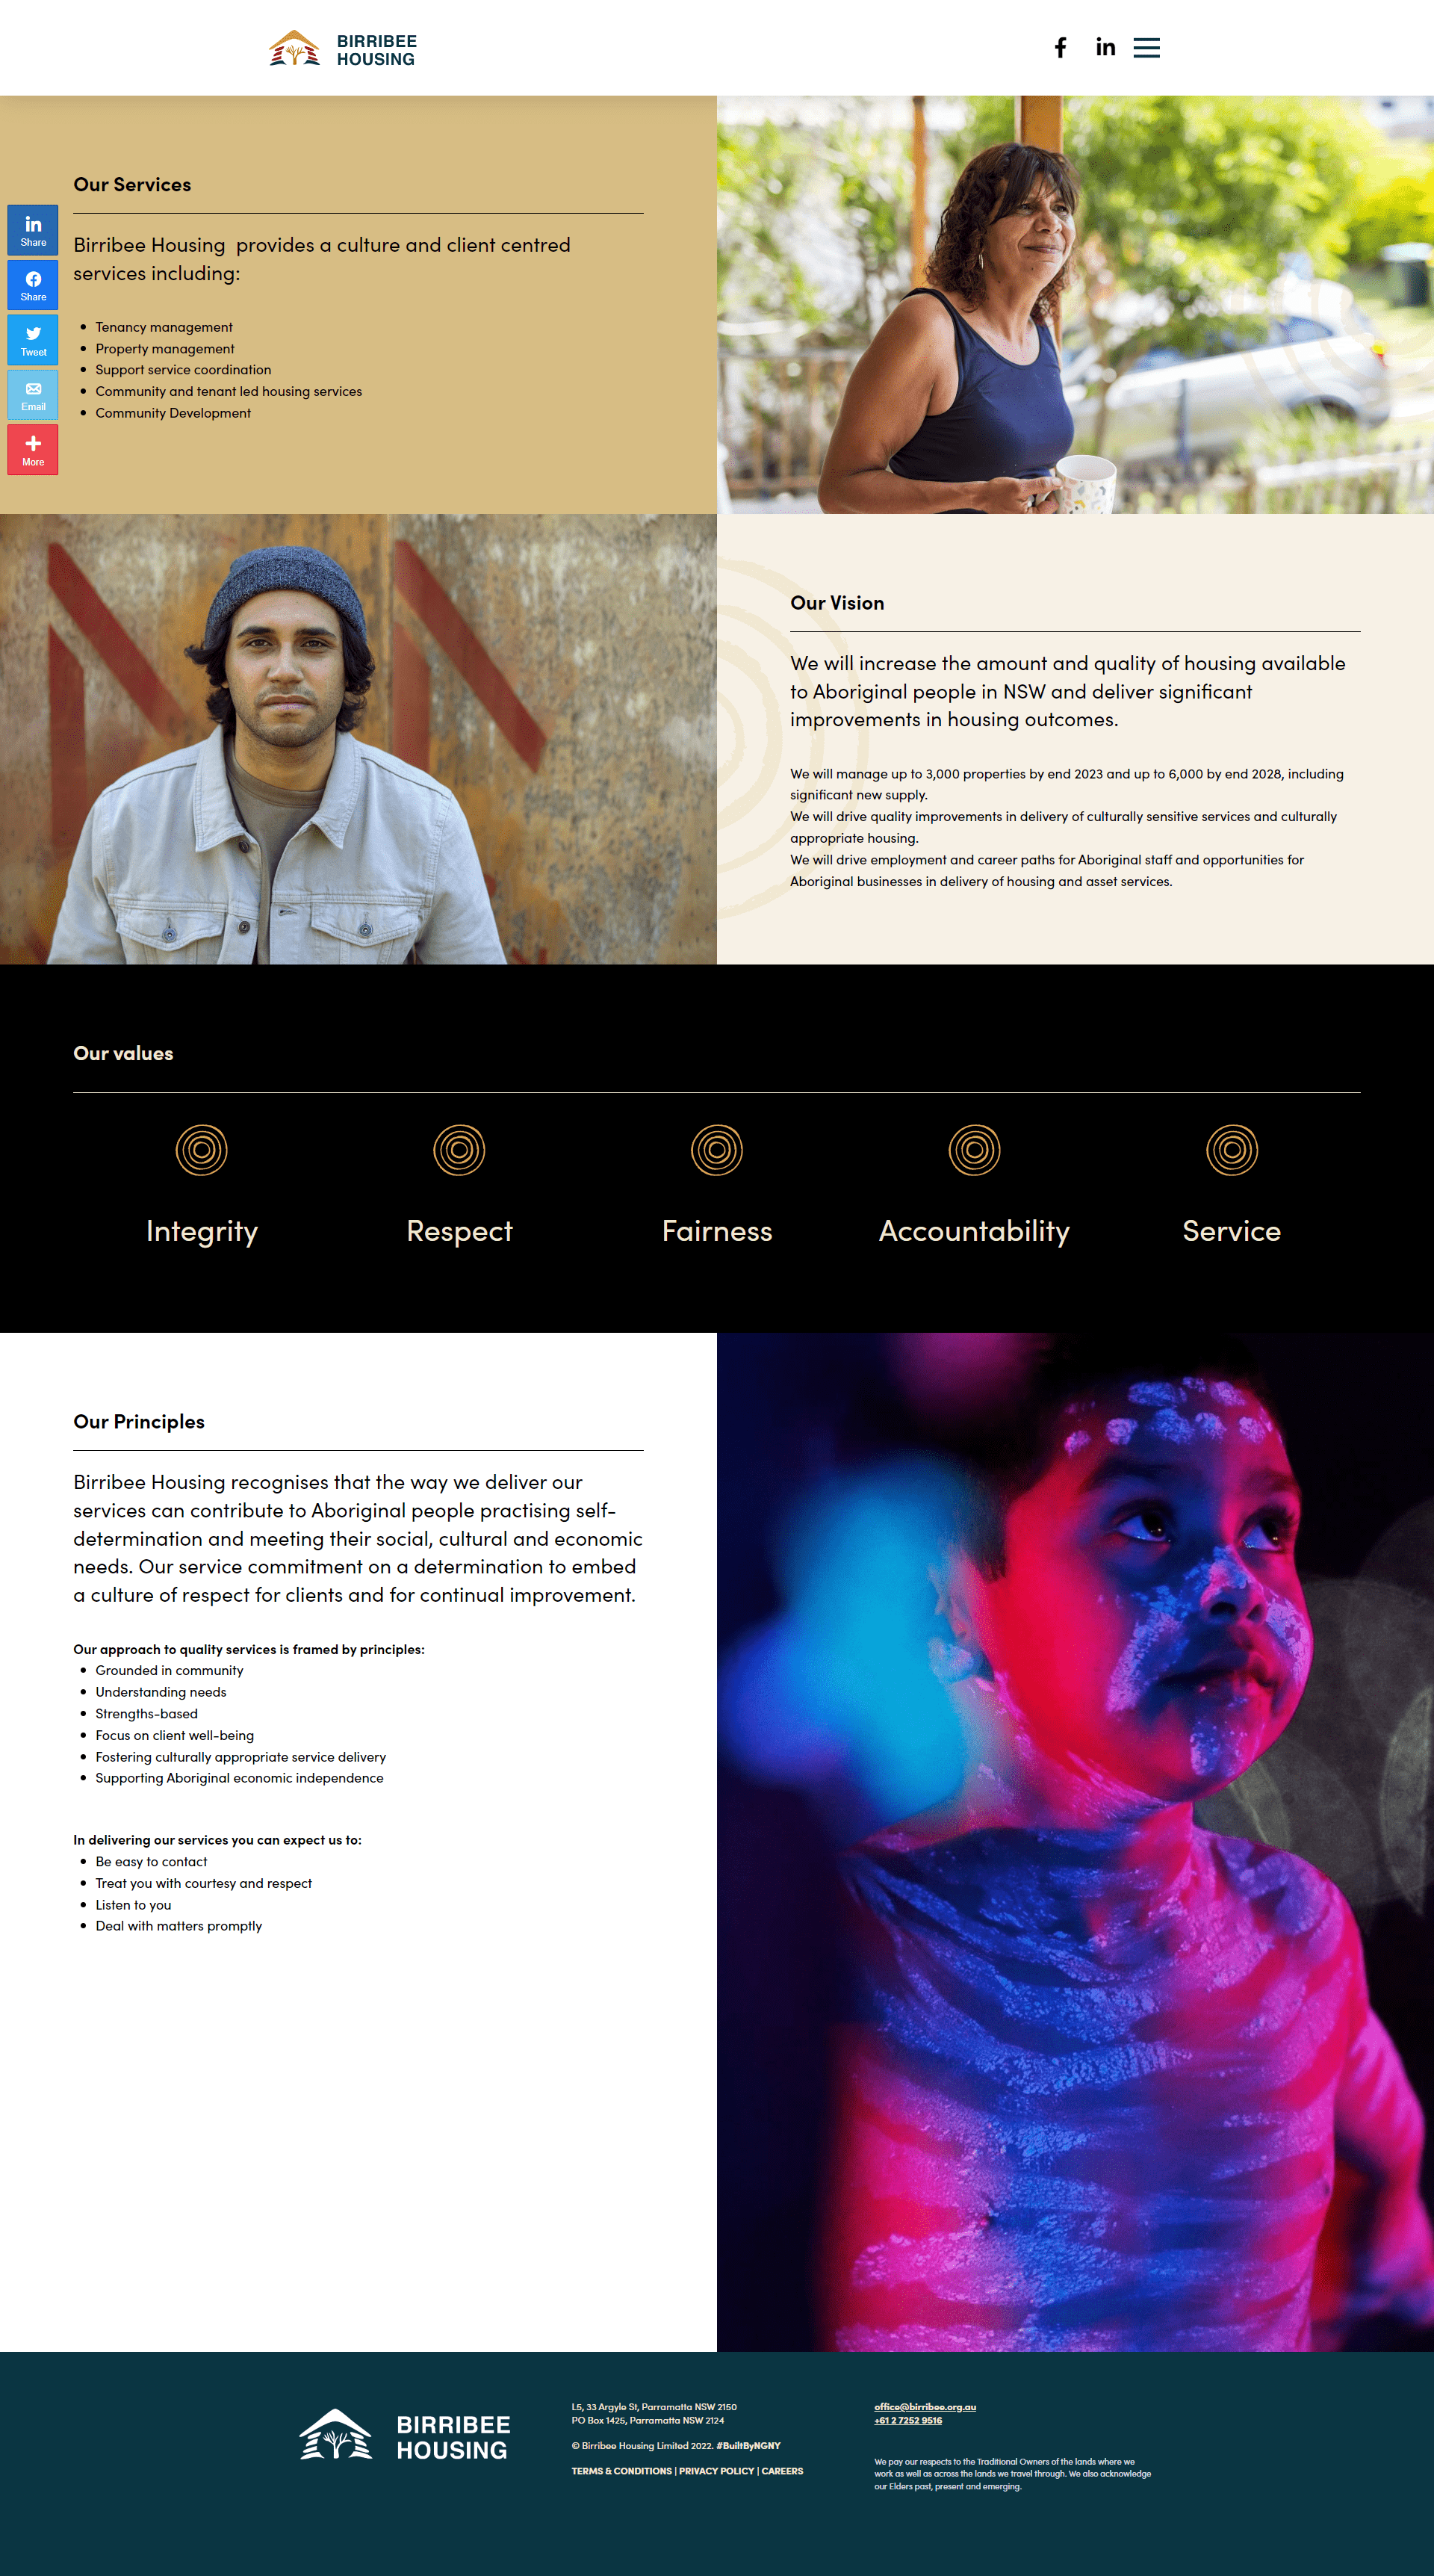 BIRRIBEE
HOUSING
Our Services
Birribee Housing  provides a culture and client centred
services including:
Tenancy management
Property management
Support service coordination
Community and tenant led housing services
Community Development
Share
Share
Tweet
Email
More
Our Vision
We will increase the amount and quality of housing available
to Aboriginal people in NSW and deliver significant
improvements in housing outcomes.
We will manage up to 3,000 properties by end 2023 and up to 6,000 by end 2028, including
significant new supply.
We will drive quality improvements in delivery of culturally sensitive services and culturally
appropriate housing.
We will drive employment and career paths for Aboriginal staff and opportunities for
Aboriginal businesses in delivery of housing and asset services.
Our values
Integrity
Respect
Fairness
Accountability
Service
Our Principles
Birribee Housing recognises that the way we deliver our
services can contribute to Aboriginal people practising self-
determination and meeting their social, cultural and economic
needs. Our service commitment on a determination to embed
a culture of respect for clients and for continual improvement.
Our approach to quality services is framed by principles:
Grounded in community
Understanding needs
Strengths-based
Focus on client well-being
Fostering culturally appropriate service delivery
Supporting Aboriginal economic independence
In delivering our services you can expect us to:
Be easy to contact
Treat you with courtesy and respect
Listen to you
Deal with matters promptly
BIRRIBEE
HOUSING
L5, 33 Argyle St, Parramatta NSW 2150
PO Box 1425, Parramatta NSW 2124
© Birribee Housing Limited 2022. #BuiltByNGNY
TERMS & CONDITIONS | PRIVACY POLICY | CAREERS
office@birribee.org.au
+61 2 7252 9516
We pay our respects to the Traditional Owners of the lands where we
work as well as across the lands we travel through. We also acknowledge
our Elders past, present and emerging.